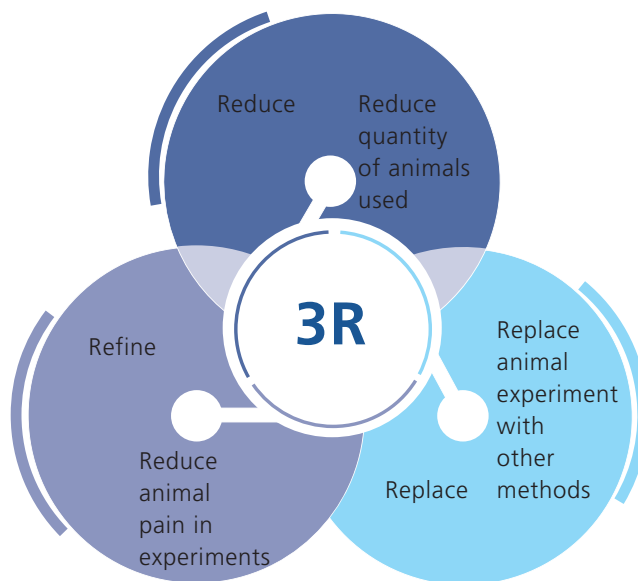 Reduce
Reduce
quantity
of animals
used
3R
Refine
Reduce
animal
pain in
experiments
Replace
animal
experiment
with
other
methods
Replace